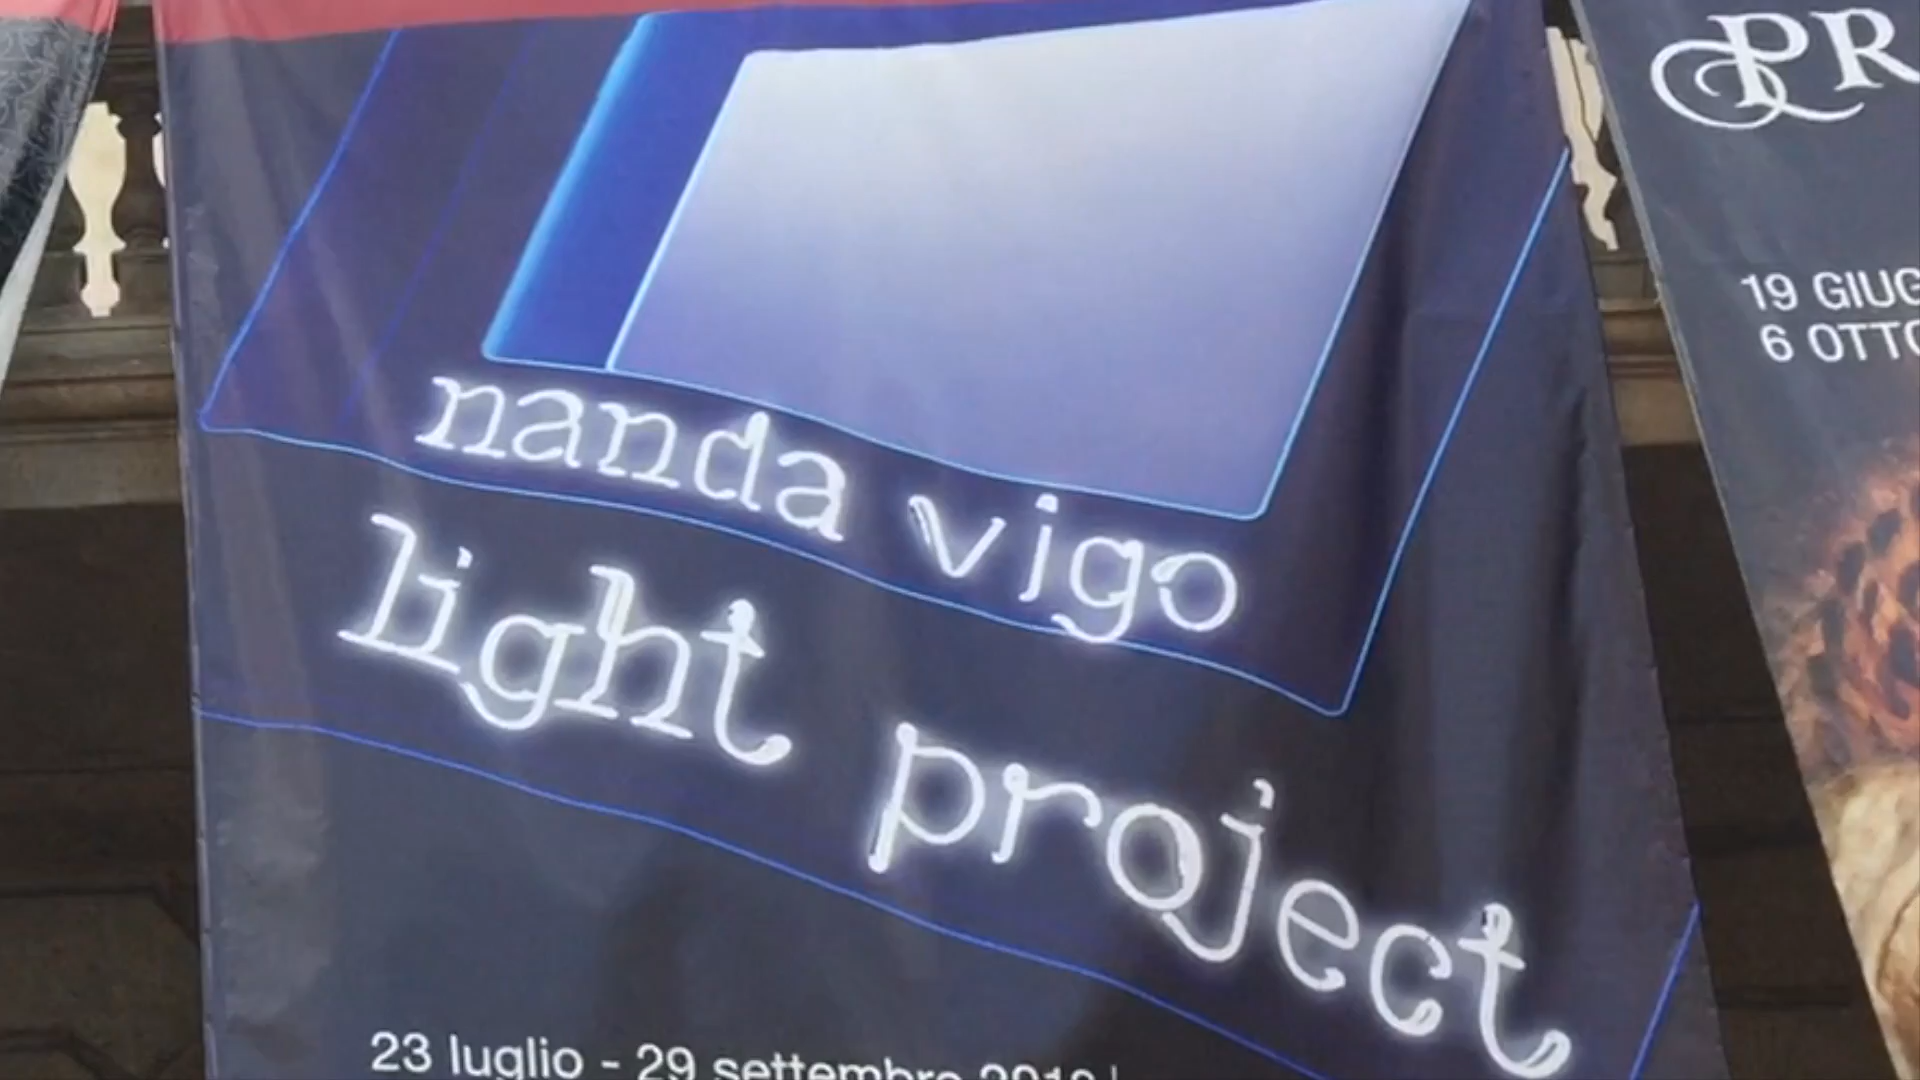 nanda vigo
light project
23 luglio - 29 settembre 2019
PR
19 GIUG
6 OTTO